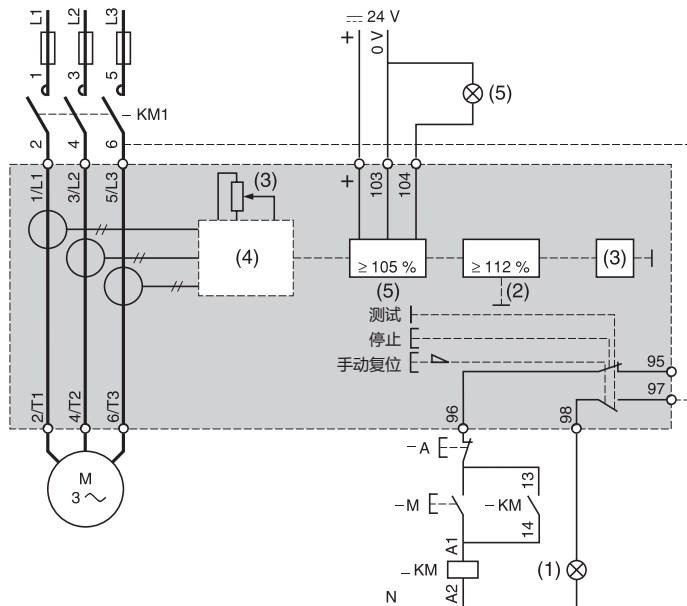 L1 L2 L3
⎓ 24 V
+
0 V
(5)
1 3 5
– KM1
2 4 6
1/L1 3/L2 5/L3
(3)
+
103
104
(4)
≥ 105 %
≥ 112 %
(3)
(5)
(2)
测试
停止
手动复位
95
97
2/T1 4/T2 6/T3
96
98
– A
M
3
– M
– KM
13
14
A1
– KM
A2
(1)
N